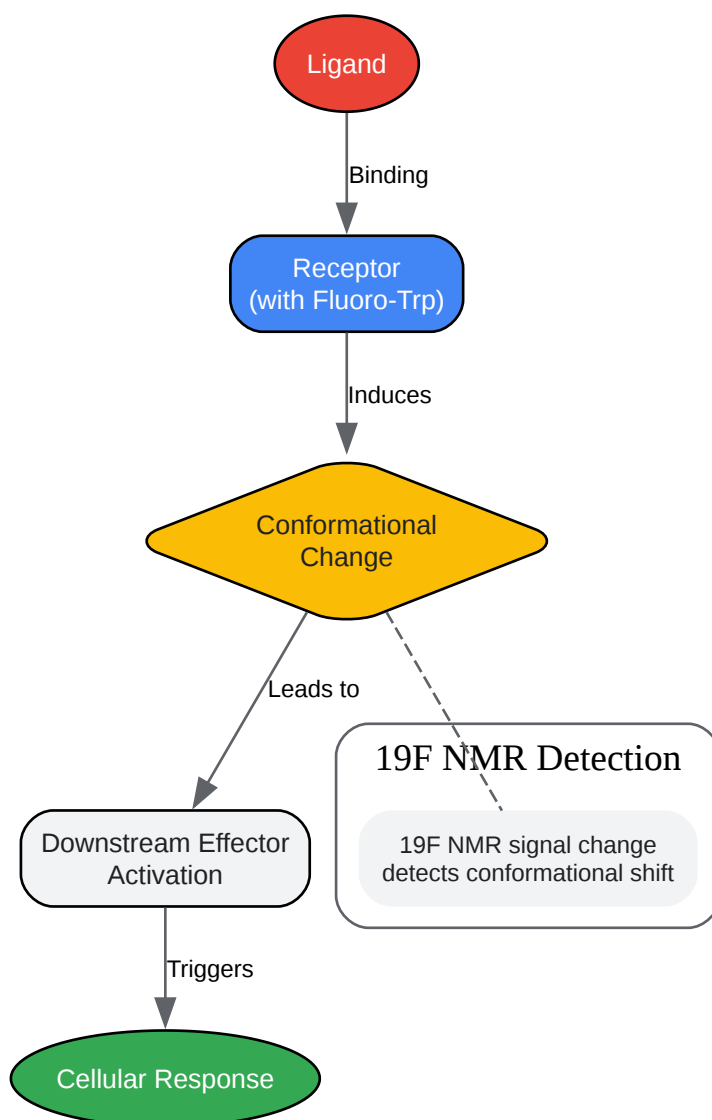 Ligand
Binding
Receptor
(with Fluoro-Trp)
Induces
Conformational
Change
Leads to
19F NMR Detection
19F NMR signal change
detects conformational shift
Downstream Effector
Activation
Triggers
Cellular Response